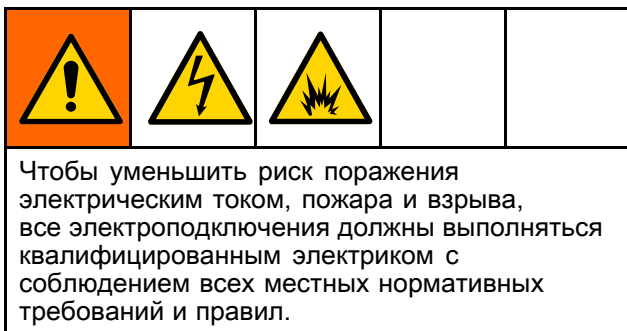 Чтобы уменьшить риск поражения
электрическим током, пожара и взрыва,
все электроподключения должны выполняться
квалифицированным электриком с
соблюдением всех местных нормативных
требований и правил.